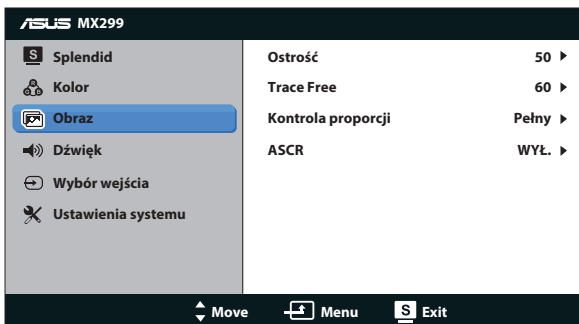 ASUS MX299
S Splendid
Kolor
Obraz
Dźwięk
Wybór wejścia
Ustawienia systemu
Ostrość 50
Trace Free 60
Kontrola proporcji Pełny
ASCR WYŁ.
Move Menu S Exit